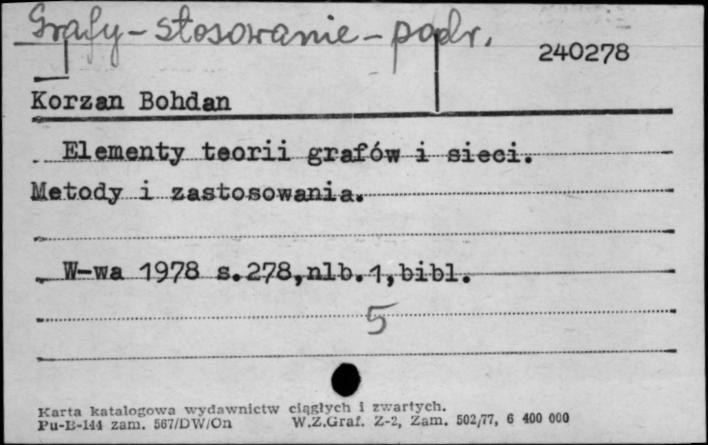 Grafy - stosowanie - podr.
240278
Korzan Bohdan
Elementy teorii grafów i sieci.
Metody i zastosowania.
W-wa 1978 s.278,nlb.1,bibl.
5
Karta katalogowa wydawnictw ciągłych i zwartych.
Pu-B-144 zam. 567/DW/On W.Z.Graf. Z-2, Zam. 502/77, 6 400 000